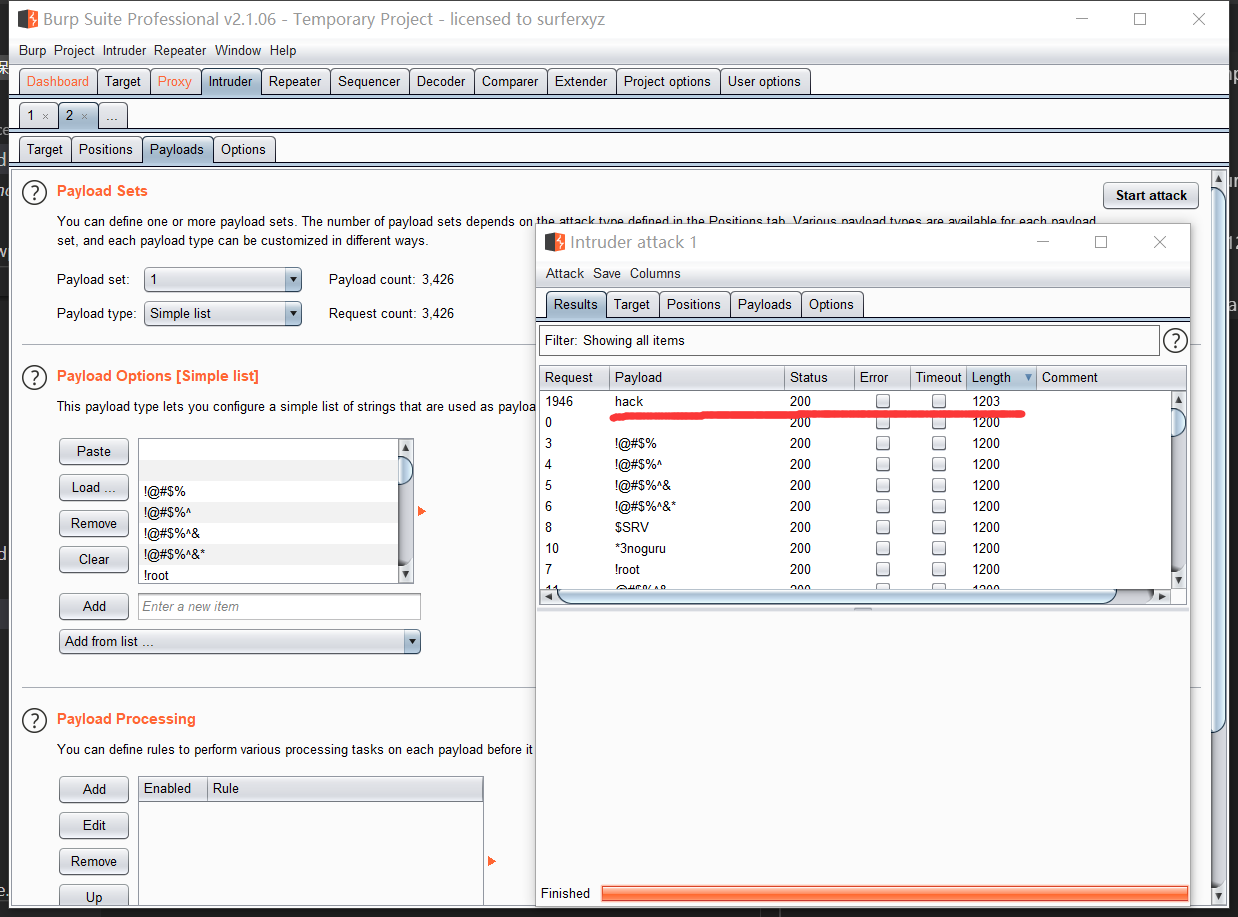 Burp Suite Professional v2.1.06 - Temporary Project - licensed to surferxyz
Burp Project Intruder Repeater Window Help
Dashboard Target Proxy Intruder Repeater Sequencer Decoder Comparer Extender Project options User options
1 × 2 × ...
Target Positions Payloads Options
? Payload Sets
Start attack
You can define one or more payload sets. The number of payload sets depends on the attack type defined in the Positions tab. Various payload types are available for each payload
set, and each payload type can be customized in different ways.
Payload set: 1 Payload count: 3,426
Payload type: Simple list Request count: 3,426
? Payload Options [Simple list]
This payload type lets you configure a simple list of strings that are used as payloa
Paste
Load ...
Remove
Clear
!@#$%
!@#$%^
!@#$%^&
!@#$%^&*
!root
Add Enter a new item
Add from list ...
? Payload Processing
You can define rules to perform various processing tasks on each payload before it
Add
Edit
Remove
Up
Enabled Rule
Intruder attack 1
Attack Save Columns
Results Target Positions Payloads Options
Filter: Showing all items ?
Request Payload Status Error Timeout Length Comment
1946 hack 200 1203
0 200 1200
3 !@#$% 200 1200
4 !@#$%^ 200 1200
5 !@#$%^& 200 1200
6 !@#$%^&* 200 1200
8 $SRV 200 1200
10 *3noguru 200 1200
7 !root 200 1200
11 @#$%^& 200 1200
Finished